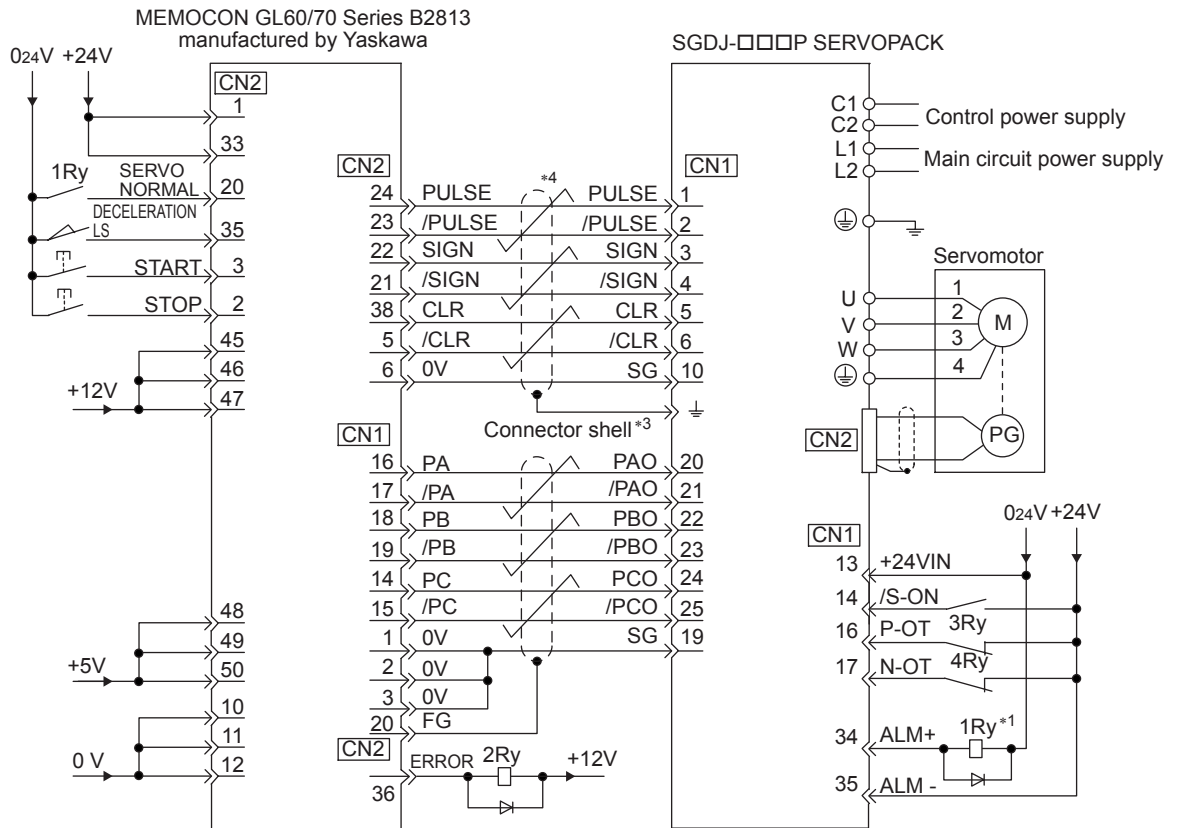 MEMOCON GL60/70 Series B2813
manufactured by Yaskawa
SGDJ-□□□P SERVOPACK
024V +24V
CN2
1
33
1Ry
SERVO
NORMAL
20
DECELERATION
LS
35
START
3
STOP
2
45
46
47
+12V
48
49
50
+5V
10
11
12
0 V
CN2
CN1
*4
24 PULSE PULSE 1
23 /PULSE /PULSE 2
22 SIGN SIGN 3
21 /SIGN /SIGN 4
38 CLR CLR 5
5 /CLR /CLR 6
6 0V SG 10
Connector shell*3
CN1
16 PA PAO 20
17 /PA /PAO 21
18 PB PBO 22
19 /PB /PBO 23
14 PC PCO 24
15 /PC /PCO 25
1 0V SG 19
2 0V
3 0V
20 FG
CN2
36 ERROR 2Ry +12V
C1
C2
Control power supply
L1
L2
Main circuit power supply
Servomotor
U 1
V 2
W 3
4
M
CN2
PG
024V +24V
CN1
13 +24VIN
14 /S-ON
3Ry
16 P-OT
4Ry
17 N-OT
34 ALM+ 1Ry*1
35 ALM -